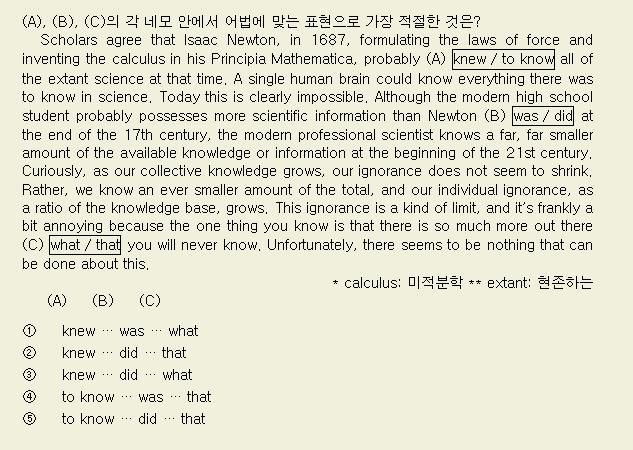 (A), (B), (C)의 각 네모 안에서 어법에 맞는 표현으로 가장 적절한 것은?
Scholars agree that Isaac Newton, in 1687, formulating the laws of force and
inventing the calculus in his Principia Mathematica, probably (A) knew / to know all of
the extant science at that time. A single human brain could know everything there was
to know in science. Today this is clearly impossible. Although the modern high school
student probably possesses more scientific information than Newton (B) was / did at
the end of the 17th century, the modern professional scientist knows a far, far smaller
amount of the available knowledge or information at the beginning of the 21st century.
Curiously, as our collective knowledge grows, our ignorance does not seem to shrink.
Rather, we know an ever smaller amount of the total, and our individual ignorance, as
a ratio of the knowledge base, grows. This ignorance is a kind of limit, and it's frankly a
bit annoying because the one thing you know is that there is so much more out there
(C) what / that you will never know. Unfortunately, there seems to be nothing that can
be done about this.
* calculus: 미적분학 ** extant: 현존하는
(A) (B) (C)
① knew … was … what
② knew … did … that
③ knew … did … what
④ to know … was … that
⑤ to know … did … that